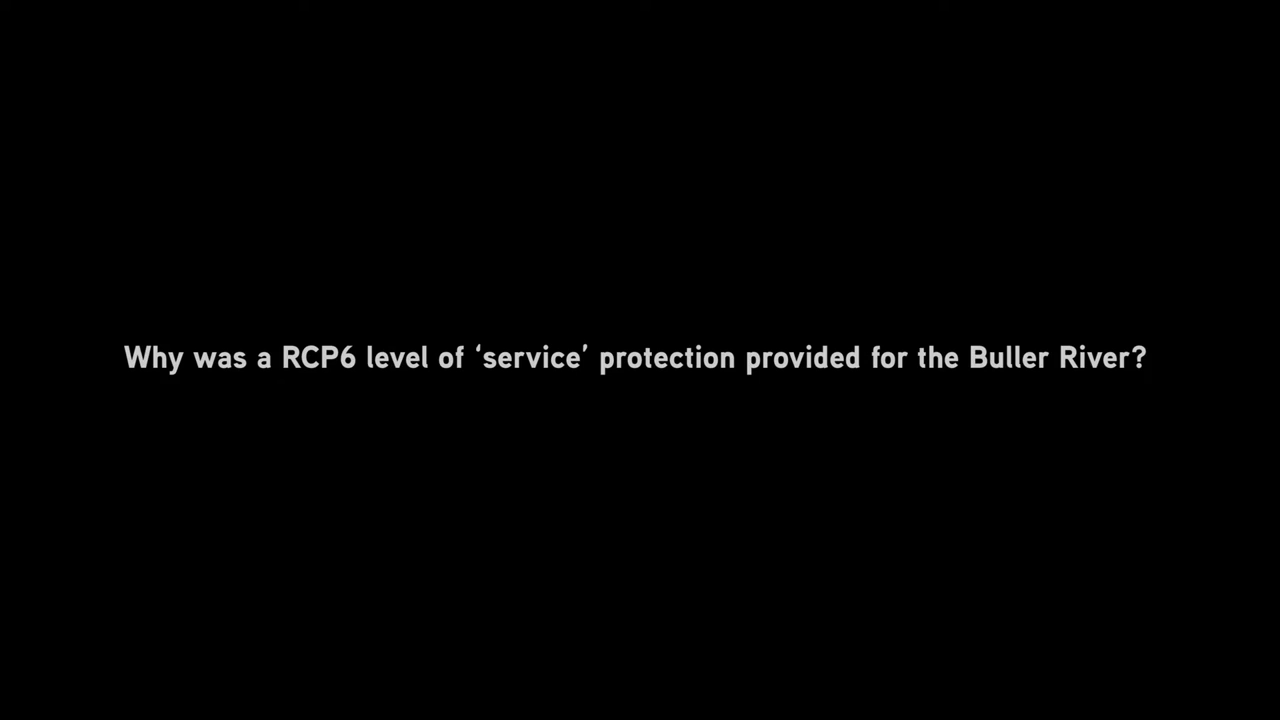 Why was a RCP6 level of ‘service’ protection provided for the Buller River?